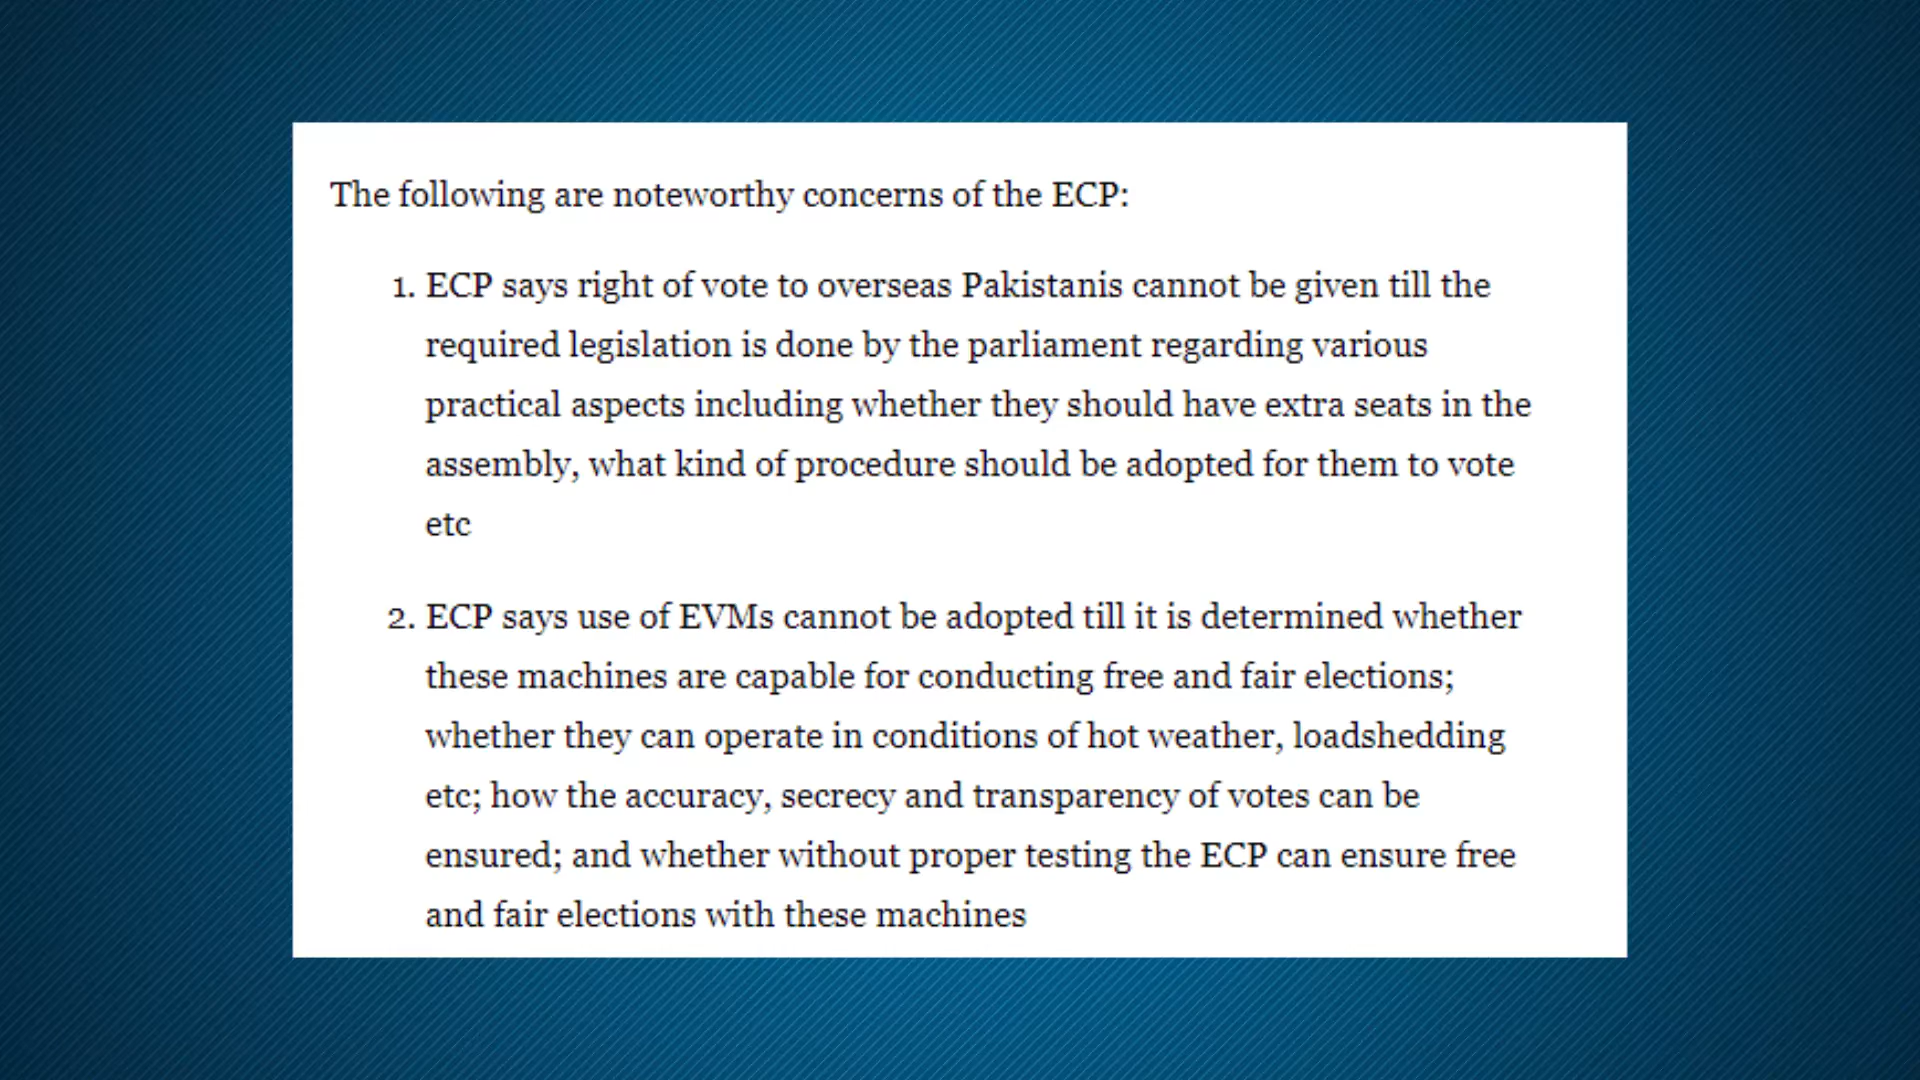 The following are noteworthy concerns of the ECP:
1. ECP says right of vote to overseas Pakistanis cannot be given till the
required legislation is done by the parliament regarding various
practical aspects including whether they should have extra seats in the
assembly, what kind of procedure should be adopted for them to vote
etc
2. ECP says use of EVMs cannot be adopted till it is determined whether
these machines are capable for conducting free and fair elections;
whether they can operate in conditions of hot weather, loadshedding
etc; how the accuracy, secrecy and transparency of votes can be
ensured; and whether without proper testing the ECP can ensure free
and fair elections with these machines